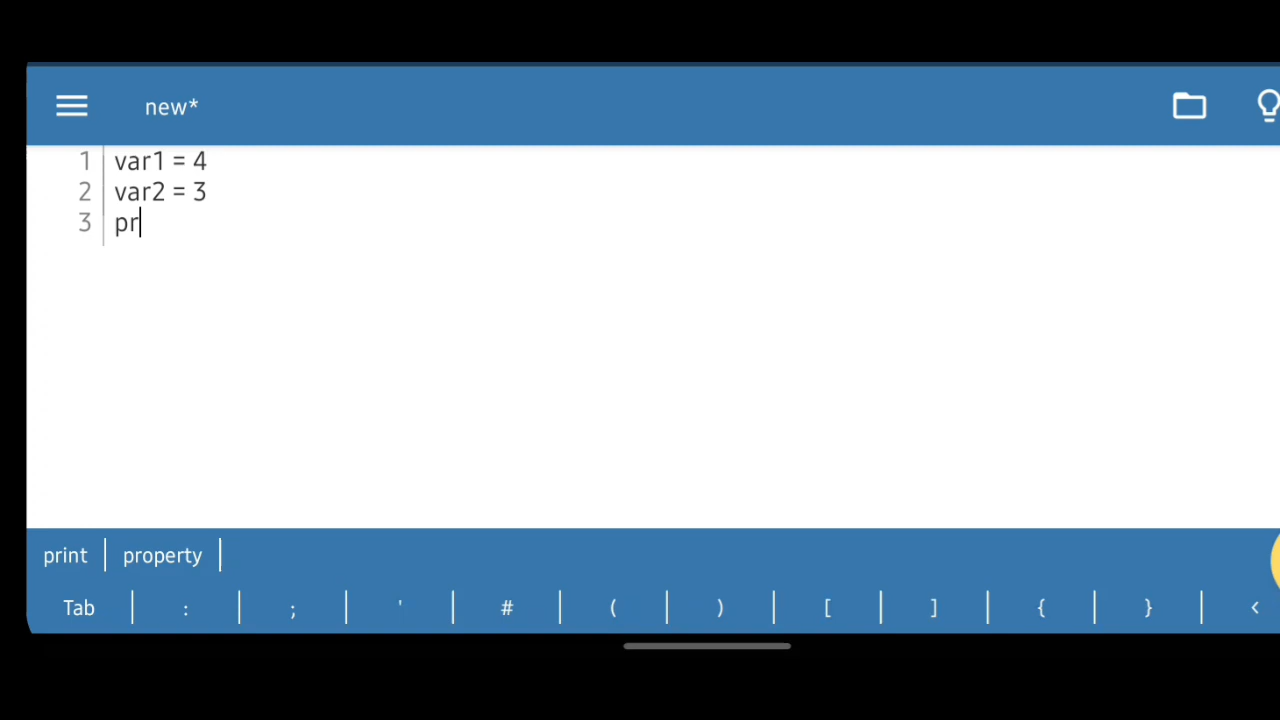 new*
1 var1 = 4
2 var2 = 3
3 pr
print property
Tab : ; ' # ( ) [ ] { } <